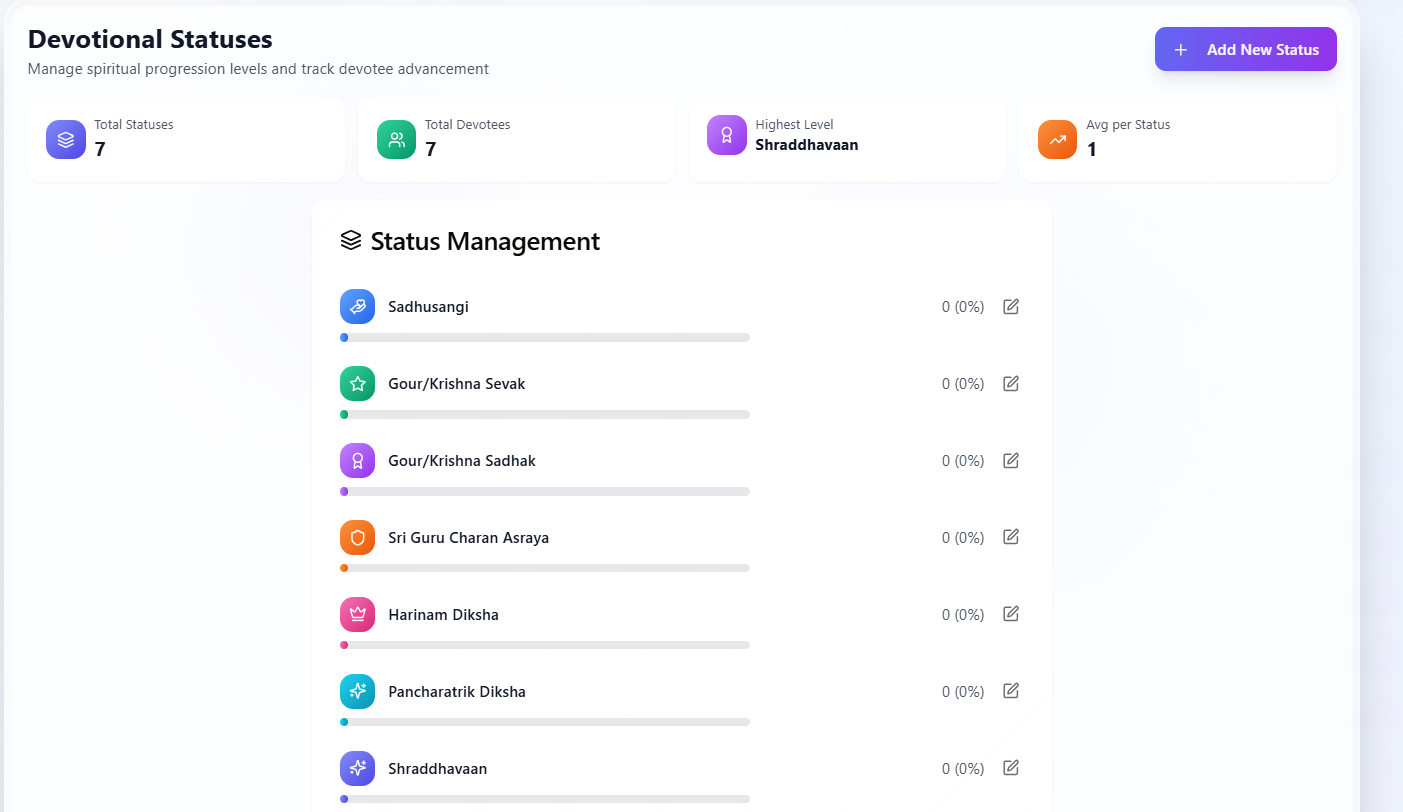 Devotional Statuses
Manage spiritual progression levels and track devotee advancement
Add New Status
Total Statuses
7
Total Devotees
7
Highest Level
Shraddhavaan
Avg per Status
1
Status Management
Sadhusangi 0 (0%)
Gour/Krishna Sevak 0 (0%)
Gour/Krishna Sadhak 0 (0%)
Sri Guru Charan Asraya 0 (0%)
Harinam Diksha 0 (0%)
Pancharatrik Diksha 0 (0%)
Shraddhavaan 0 (0%)